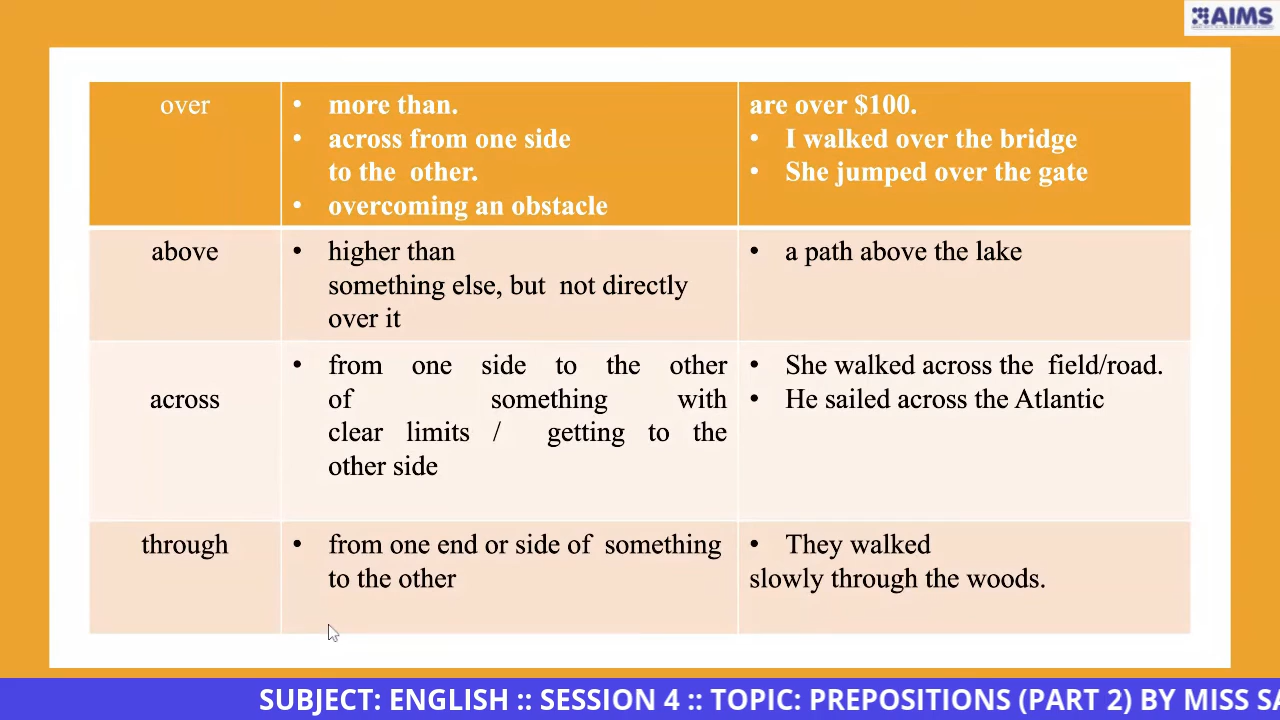 AIMS
over
• more than.
• across from one side
to the other.
• overcoming an obstacle
are over $100.
• I walked over the bridge
• She jumped over the gate
above
• higher than
something else, but not directly
over it
• a path above the lake
across
• from one side to the other
of something with
clear limits / getting to the
other side
• She walked across the field/road.
• He sailed across the Atlantic
through
• from one end or side of something
to the other
• They walked
slowly through the woods.
SUBJECT: ENGLISH :: SESSION 4 :: TOPIC: PREPOSITIONS (PART 2) BY MISS SA